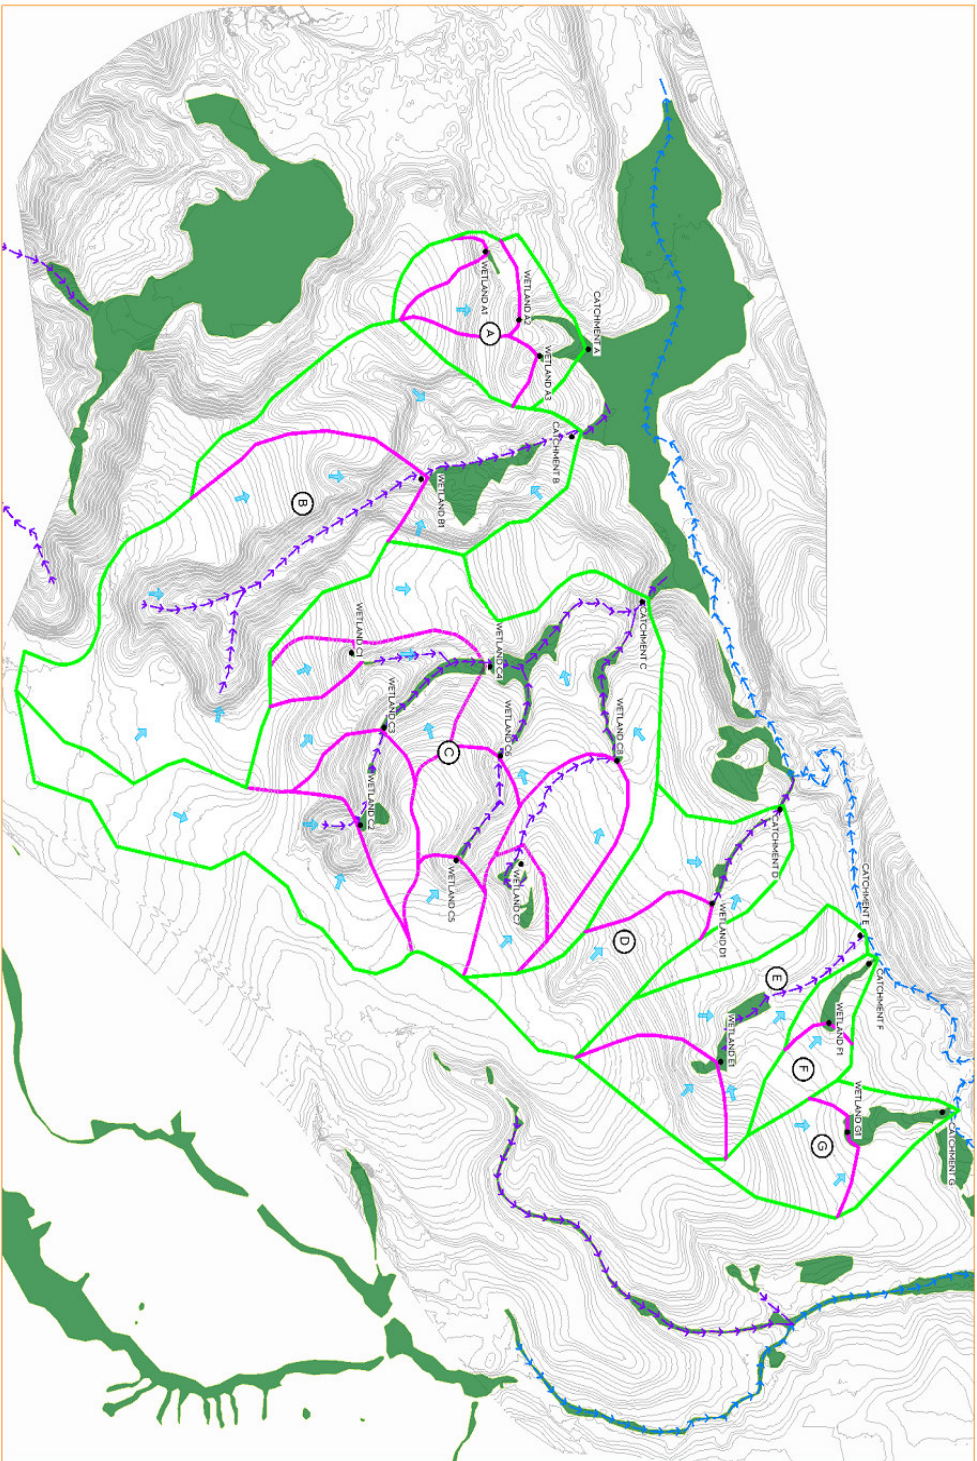 CATCHMENT A
WETLAND A1
WETLAND A2
A
WETLAND A3
CATCHMENT B
WETLAND B1
B
CATCHMENT C
WETLAND C1
WETLAND C4
WETLAND C3
WETLAND C6
WETLAND C8
C
WETLAND C2
WETLAND C5
WETLAND C7
CATCHMENT D
WETLAND D1
D
CATCHMENT E
E
CATCHMENT F
WETLAND F1
WETLAND E1
F
WETLAND G1
CATCHMENT G
G